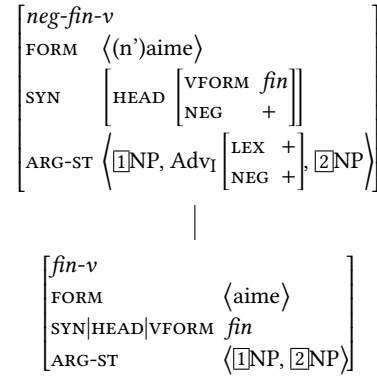 neg-fin-v
FORM ⟨(n’)aime⟩
SYN [HEAD [VFORM fin
NEG +]]
ARG-ST ⟨1NP, Adv_I [LEX +
NEG +], 2NP⟩
fin-v
FORM ⟨aime⟩
SYN|HEAD|VFORM fin
ARG-ST ⟨1NP, 2NP⟩